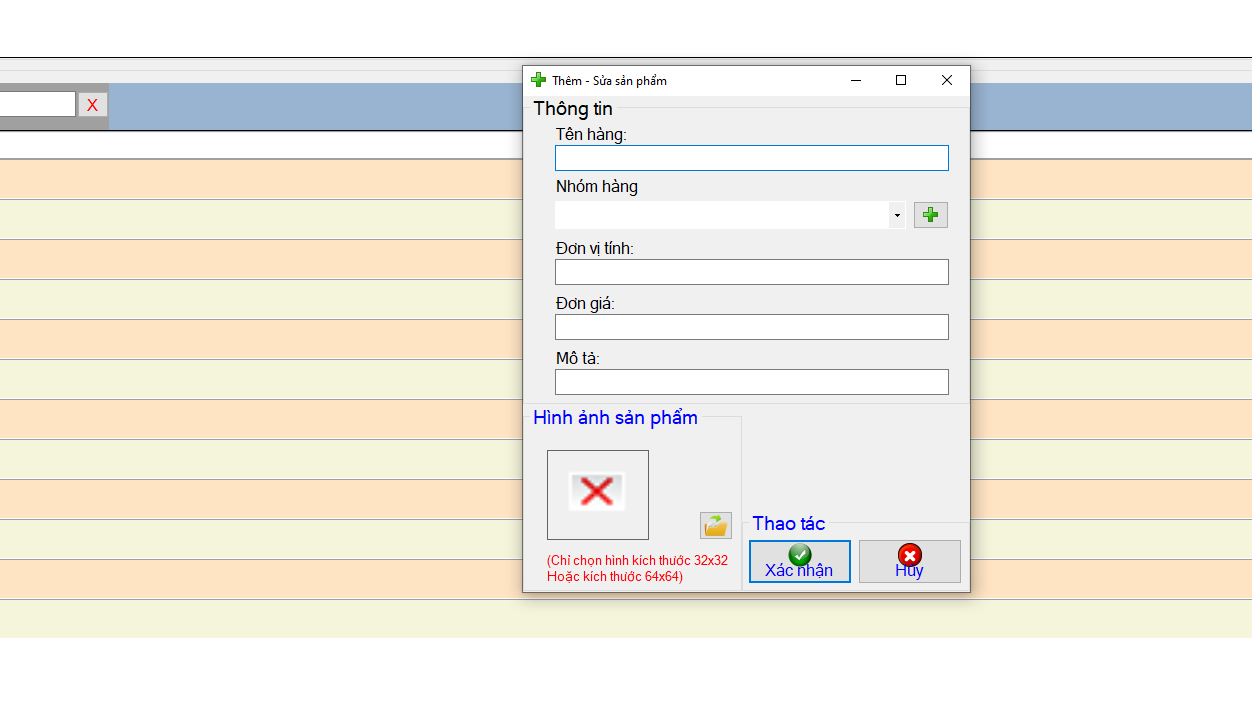 Thêm - Sửa sản phẩm
X
Thông tin
Tên hàng:
Nhóm hàng
Đơn vị tính:
Đơn giá:
Mô tả:
Hình ảnh sản phẩm
(Chỉ chọn hình kích thước 32x32
Hoặc kích thước 64x64)
Thao tác
Xác nhận
Hủy